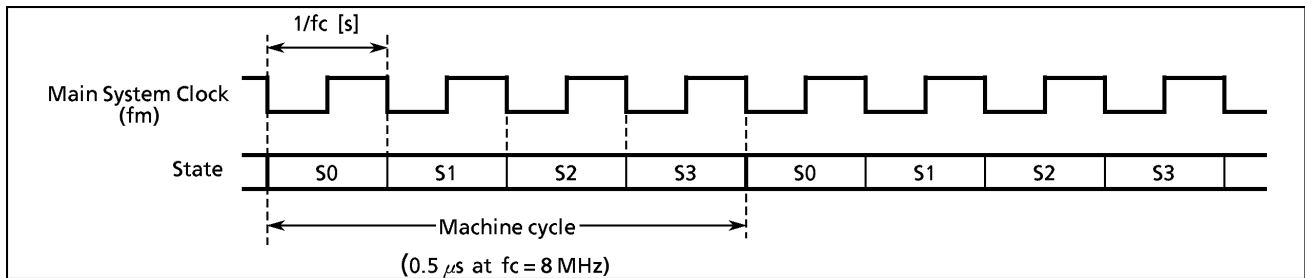 1/fc [s]
Main System Clock
(fm)
State
S0 S1 S2 S3 S0 S1 S2 S3
Machine cycle
(0.5 μs at fc = 8 MHz)